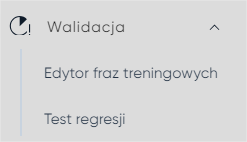 Walidacja
Edytor fraz treningowych
Test regresji